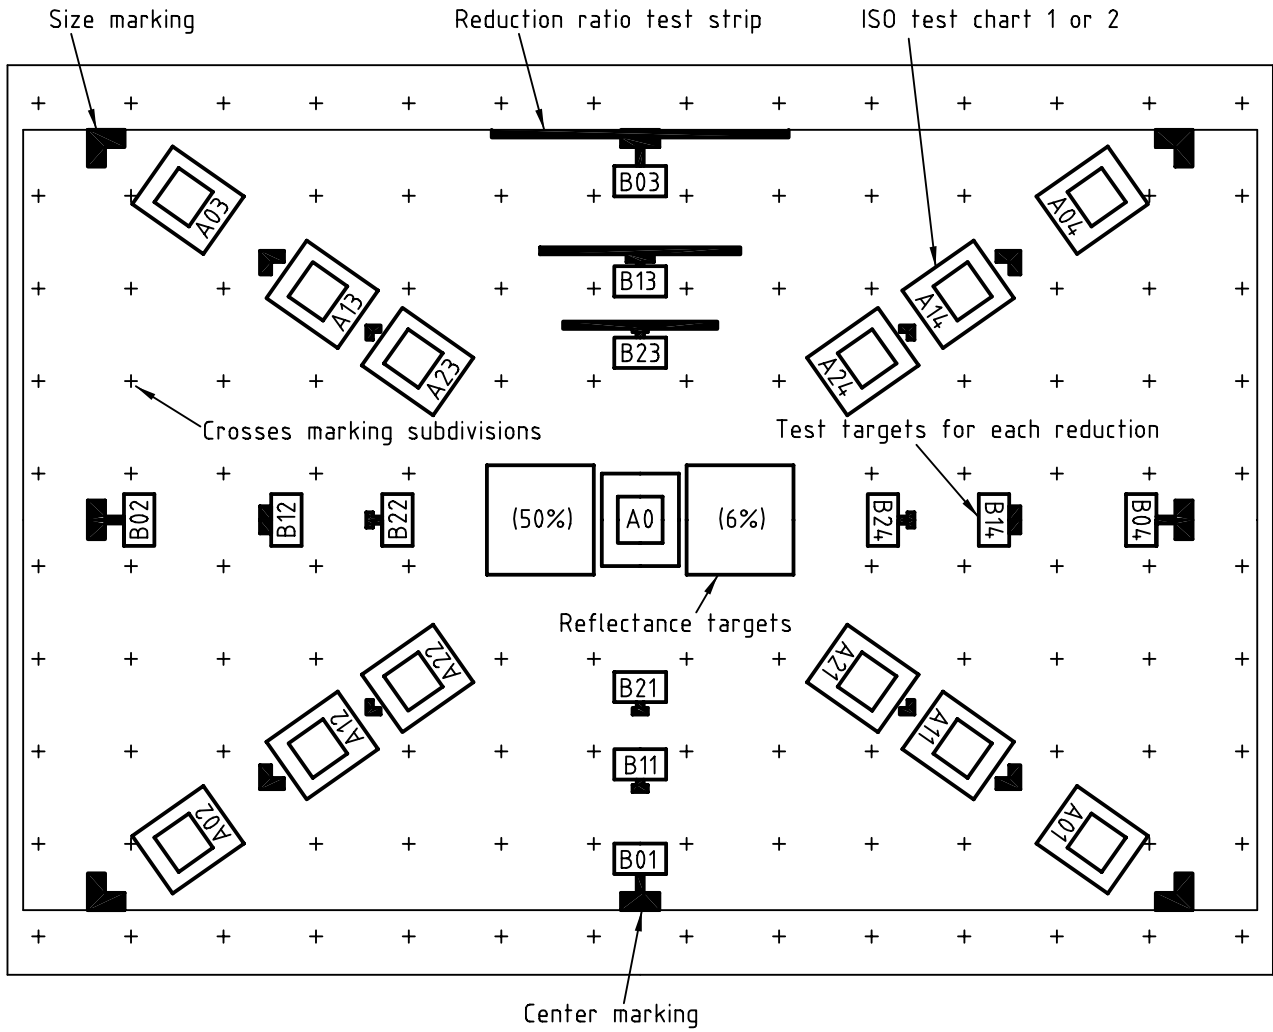 Size marking
Reduction ratio test strip
ISO test chart 1 or 2
B03
A03
A04
B13
A13
A14
B23
A23
A24
Crosses marking subdivisions
Test targets for each reduction
B02
B12
B22
(50%)
A0
(6%)
B24
B14
B04
Reflectance targets
A22
A21
B21
A12
A11
B11
A02
A01
B01
Center marking